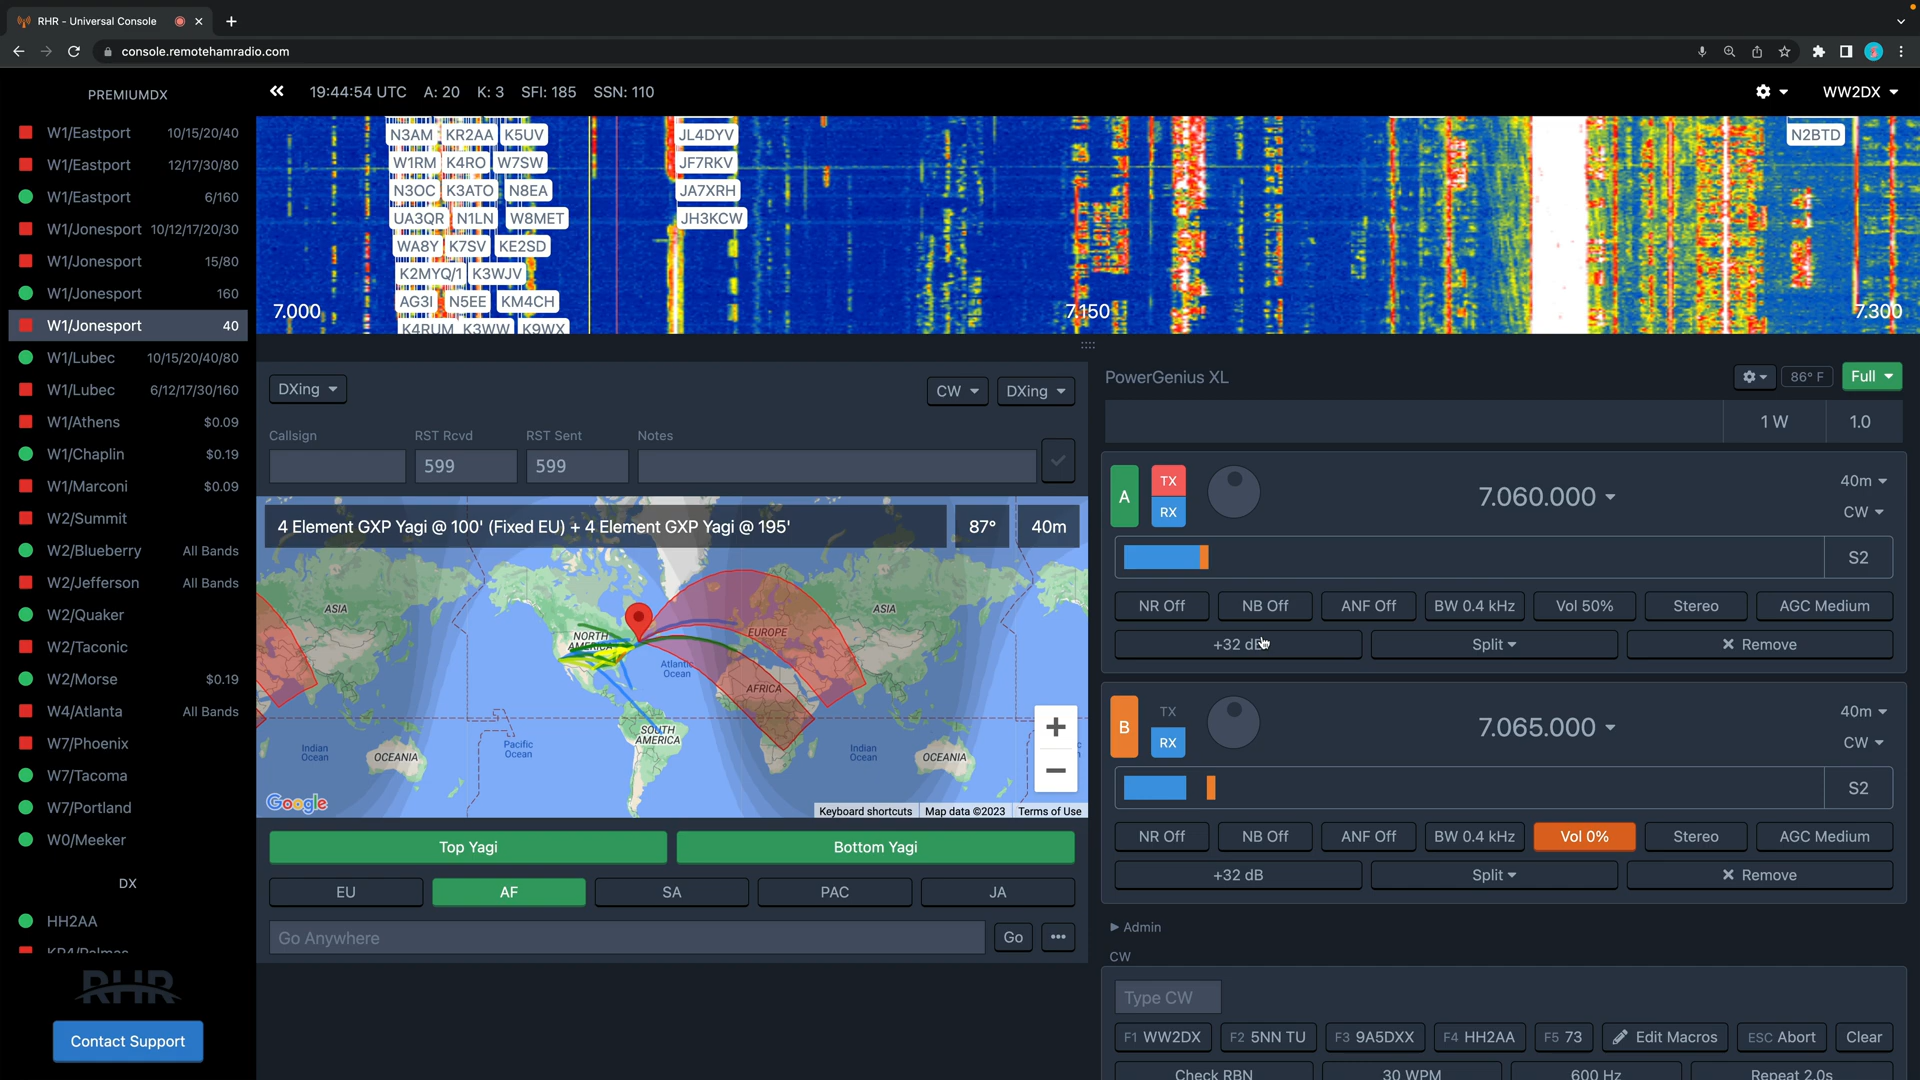 RHR - Universal Console
console.remotehamradio.com
PREMIUMDX
W1/Eastport 10/15/20/40
W1/Eastport 12/17/30/80
W1/Eastport 6/160
W1/Jonesport 10/12/17/20/30
W1/Jonesport 15/80
W1/Jonesport 160
W1/Jonesport 40
W1/Lubec 10/15/20/40/80
W1/Lubec 6/12/17/30/160
W1/Athens $0.09
W1/Chaplin $0.19
W1/Marconi $0.09
W2/Summit
W2/Blueberry All Bands
W2/Jefferson All Bands
W2/Quaker
W2/Taconic
W2/Morse $0.19
W4/Atlanta All Bands
W7/Phoenix
W7/Tacoma
W7/Portland
W0/Meeker
DX
HH2AA
KP4/Palmas
RHR
Contact Support
19:44:54 UTC A: 20 K: 3 SFI: 185 SSN: 110
WW2DX
N3AM KR2AA K5UV JL4DYV N2BTD
W1RM K4RO W7SW JF7RKV
N3OC K3ATO N8EA JA7XRH
UA3QR N1LN W8MET JH3KCW
WA8Y K7SV KE2SD
K2MYQ/1 K3WJV
AG3I N5EE KM4CH
K4RUM K3WW K9WX
7.000 7.150 7.300
DXing CW DXing
Callsign RST Rcvd RST Sent Notes
599 599
4 Element GXP Yagi @ 100' (Fixed EU) + 4 Element GXP Yagi @ 195' 87° 40m
ASIA
NORTH AMERICA
EUROPE
ASIA
Atlantic Ocean
AFRICA
SOUTH AMERICA
Indian Ocean
OCEANIA
Pacific Ocean
Indian Ocean
OCEANIA
Google
Keyboard shortcuts Map data ©2023 Terms of Use
Top Yagi Bottom Yagi
EU AF SA PAC JA
Go Anywhere Go
PowerGenius XL 86° F Full
1 W 1.0
A TX RX 7.060.000 40m CW
S2
NR Off NB Off ANF Off BW 0.4 kHz Vol 50% Stereo AGC Medium
+32 dB Split Remove
B TX RX 7.065.000 40m CW
S2
NR Off NB Off ANF Off BW 0.4 kHz Vol 0% Stereo AGC Medium
+32 dB Split Remove
Admin
CW
Type CW
F1 WW2DX F2 5NN TU F3 9A5DXX F4 HH2AA F5 73 Edit Macros ESC Abort Clear
Check RBN 30 WPM 600 Hz Repeat 2.0s